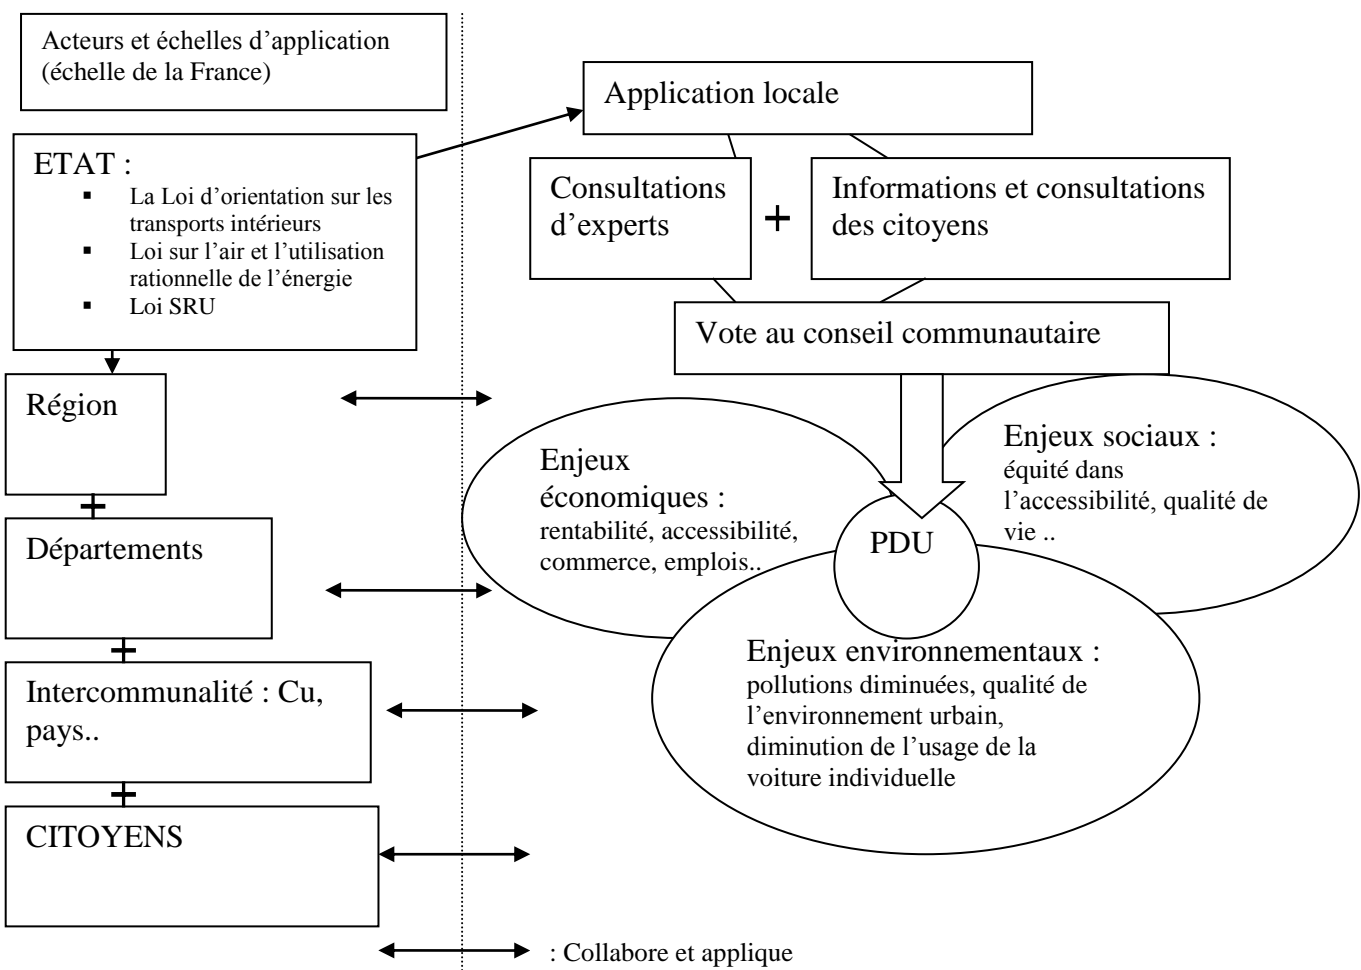 Acteurs et échelles d’application
(échelle de la France)
ETAT :
▪ La Loi d’orientation sur les
transports intérieurs
▪ Loi sur l’air et l’utilisation
rationnelle de l’énergie
▪ Loi SRU
Région
+
Départements
+
Intercommunalité : Cu,
pays..
+
CITOYENS
Application locale
Consultations
d’experts
+
Informations et consultations
des citoyens
Vote au conseil communautaire
Enjeux
économiques :
rentabilité, accessibilité,
commerce, emplois..
PDU
Enjeux sociaux :
équité dans
l’accessibilité, qualité de
vie ..
Enjeux environnementaux :
pollutions diminuées, qualité de
l’environnement urbain,
diminution de l’usage de la
voiture individuelle
: Collabore et applique